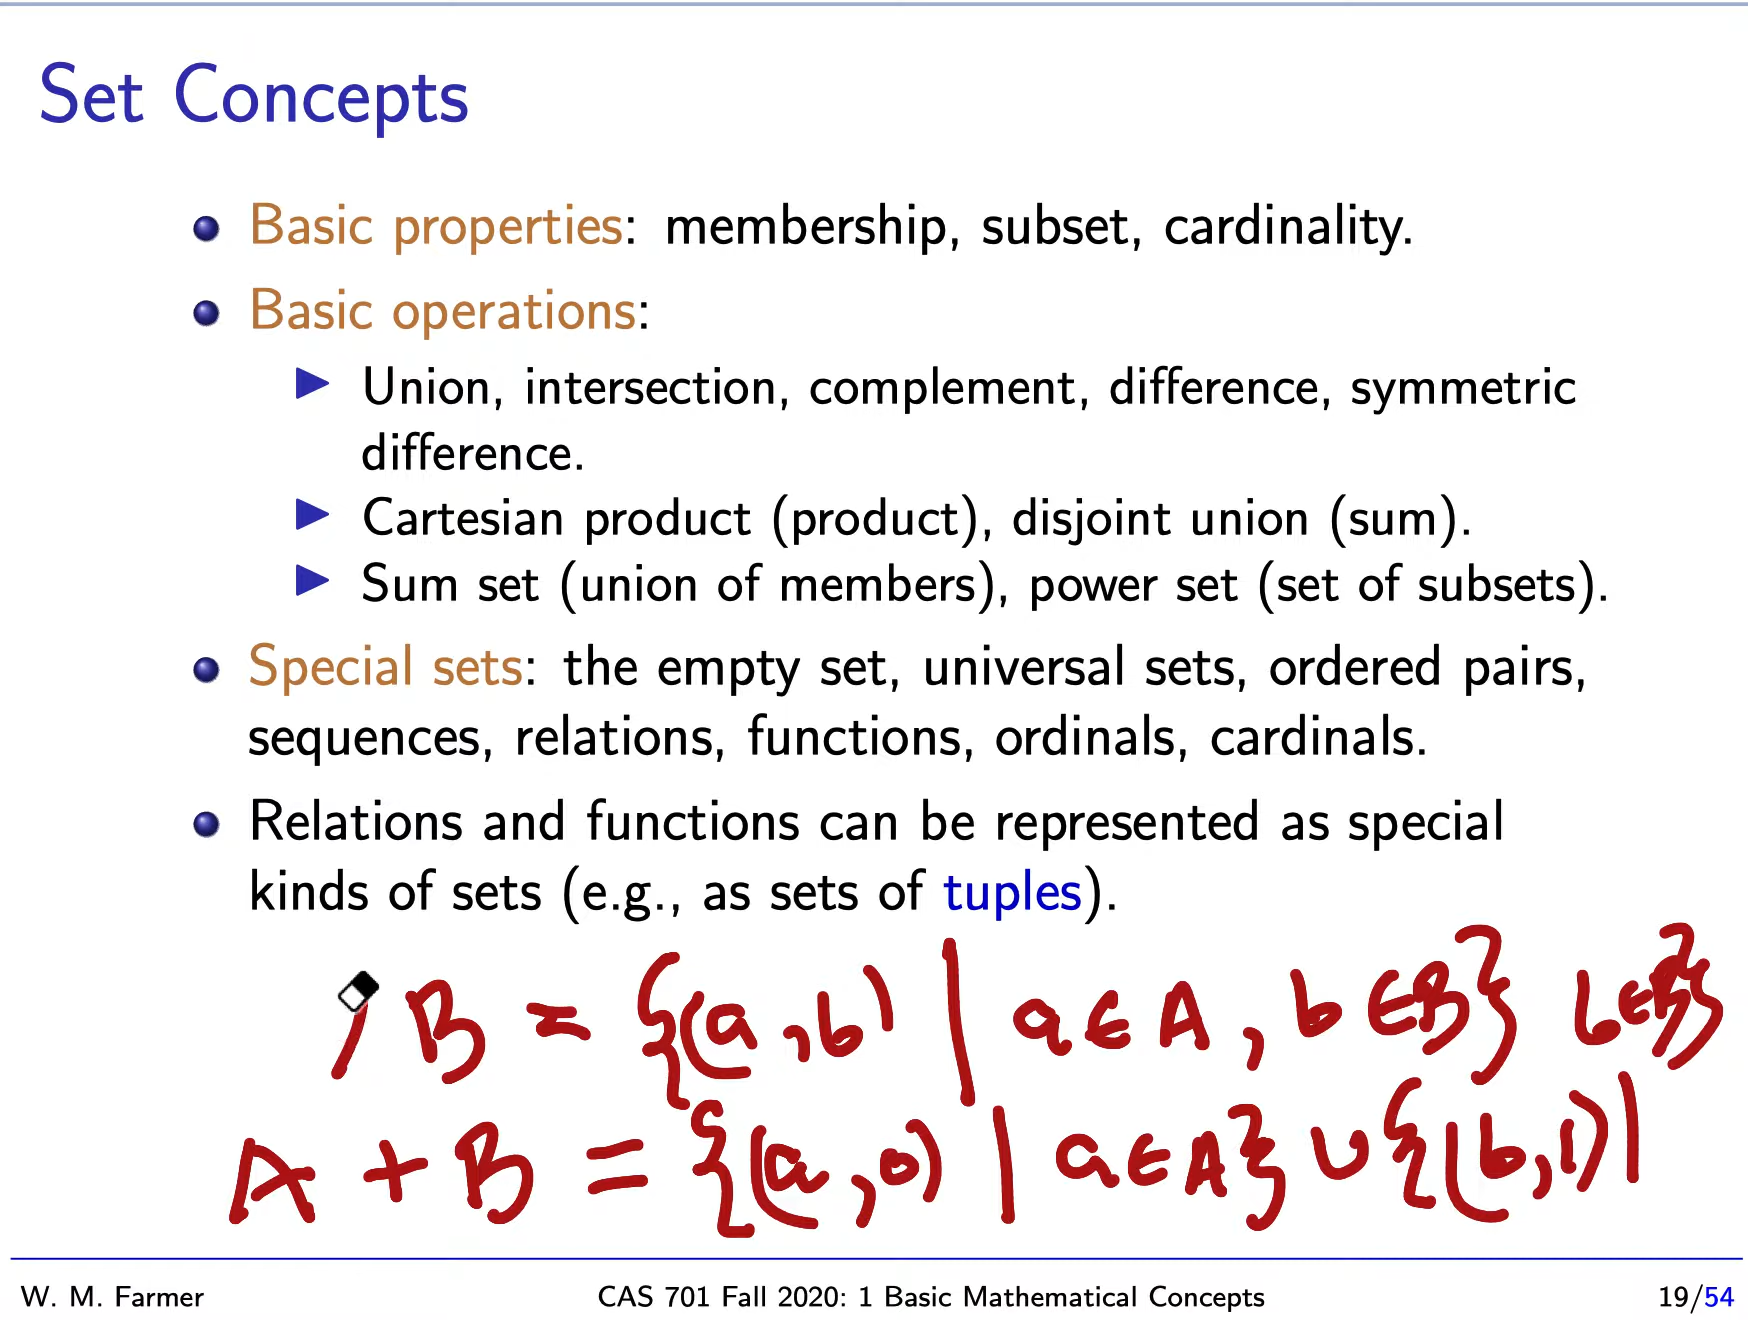 Set Concepts
Basic properties: membership, subset, cardinality.
Basic operations:
Union, intersection, complement, difference, symmetric
difference.
Cartesian product (product), disjoint union (sum).
Sum set (union of members), power set (set of subsets).
Special sets: the empty set, universal sets, ordered pairs,
sequences, relations, functions, ordinals, cardinals.
Relations and functions can be represented as special
kinds of sets (e.g., as sets of tuples).
B = {(a,b) | a∈A, b∈B} b∈B}
A + B = {(a,0) | a∈A} ∪ {(b,1) |
W. M. Farmer CAS 701 Fall 2020: 1 Basic Mathematical Concepts 19/54